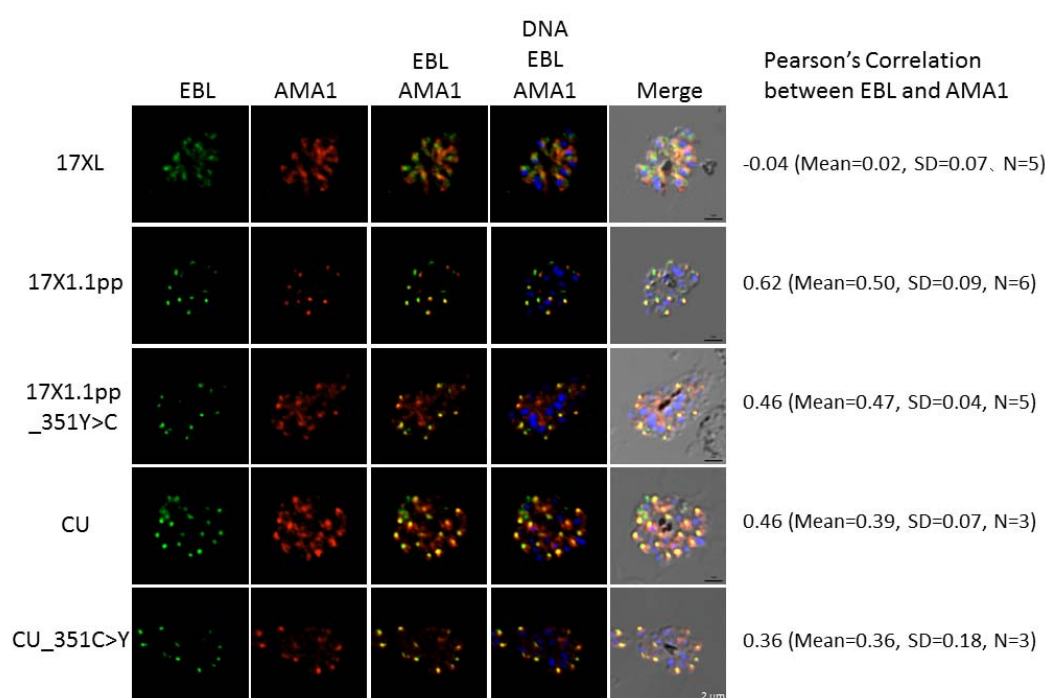 DNA
EBL EBL Pearson's Correlation
EBL AMA1 AMA1 AMA1 Merge between EBL and AMA1
17XL -0.04 (Mean=0.02, SD=0.07、N=5)
17X1.1pp 0.62 (Mean=0.50, SD=0.09, N=6)
17X1.1pp
_351Y>C 0.46 (Mean=0.47, SD=0.04, N=5)
CU 0.46 (Mean=0.39, SD=0.07, N=3)
CU_351C>Y 0.36 (Mean=0.36, SD=0.18, N=3)
2 um